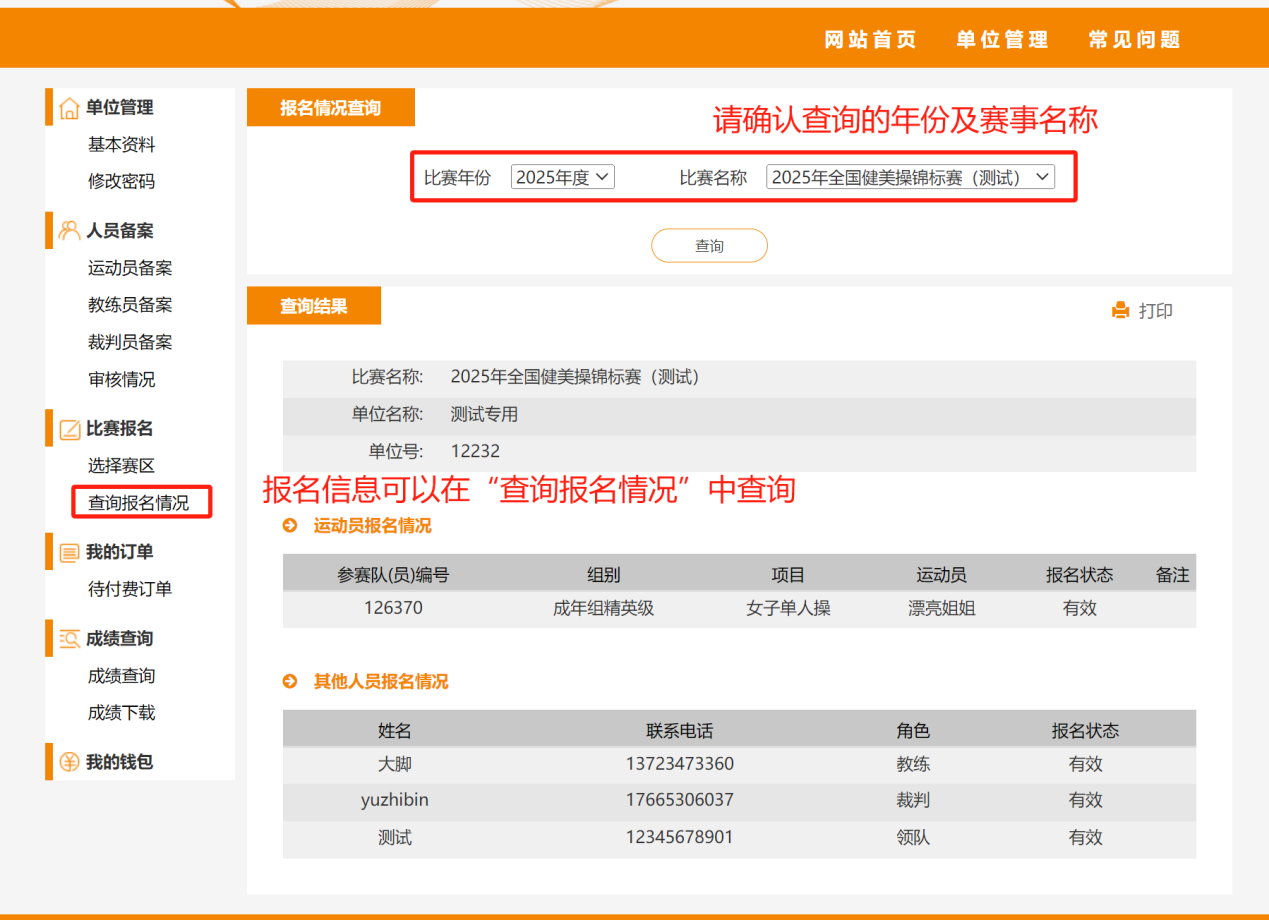 网站首页 单位管理 常见问题
单位管理
基本资料
修改密码
人员备案
运动员备案
教练员备案
裁判员备案
审核情况
比赛报名
选择赛区
查询报名情况
我的订单
待付费订单
成绩查询
成绩查询
成绩下载
我的钱包
报名情况查询
请确认查询的年份及赛事名称
比赛年份 2025年度 比赛名称 2025年全国健美操锦标赛（测试）
查询
查询结果
打印
比赛名称: 2025年全国健美操锦标赛（测试）
单位名称: 测试专用
单位号: 12232
报名信息可以在“查询报名情况”中查询
运动员报名情况
参赛队(员)编号 组别 项目 运动员 报名状态 备注
126370 成年组精英级 女子单人操 漂亮姐姐 有效
其他人员报名情况
姓名 联系电话 角色 报名状态
大脚 13723473360 教练 有效
yuzhibin 17665306037 裁判 有效
测试 12345678901 领队 有效